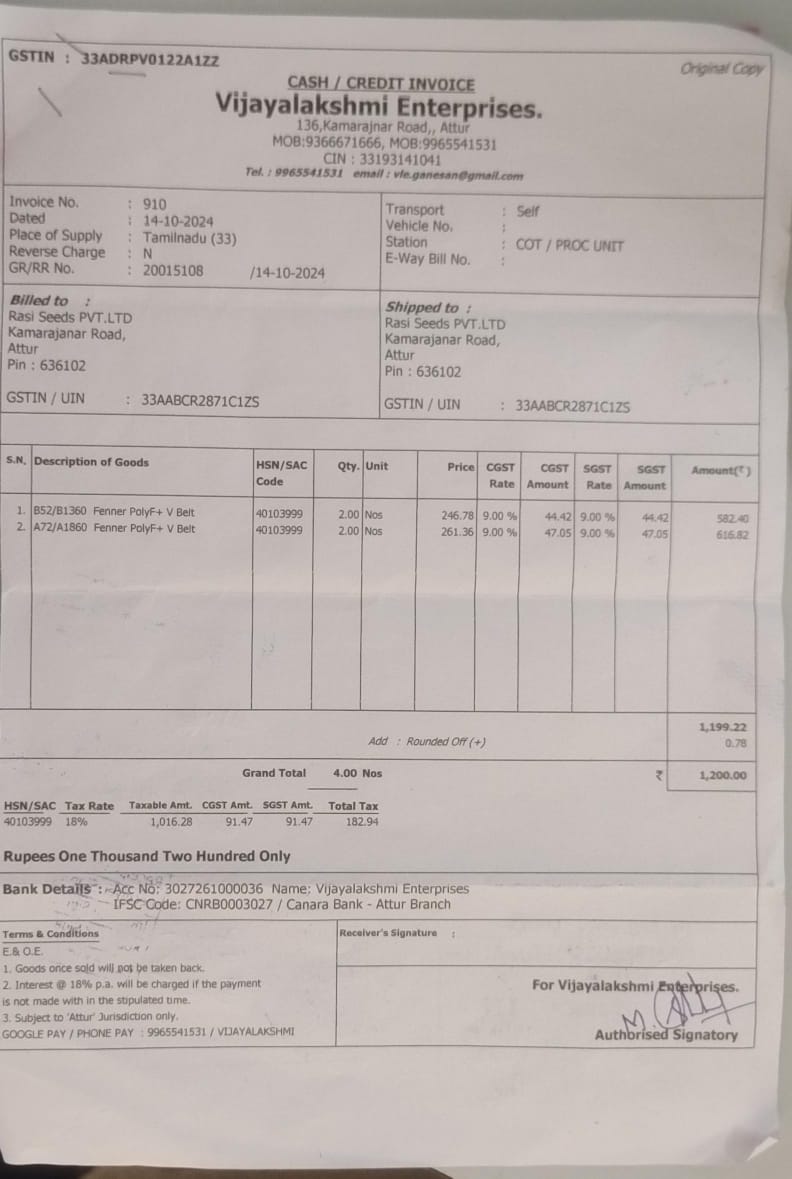 GSTIN : 33ADRPV0122A1ZZ
Original Copy
CASH / CREDIT INVOICE
Vijayalakshmi Enterprises.
136,Kamarajnar Road,, Attur
MOB:9366671666, MOB:9965541531
CIN : 33193141041
Tel. : 9965541531 email : vle.ganesan@gmail.com
Invoice No. : 910
Dated : 14-10-2024
Place of Supply : Tamilnadu (33)
Reverse Charge : N
GR/RR No. : 20015108 /14-10-2024
Transport : Self
Vehicle No. :
Station : COT / PROC UNIT
E-Way Bill No. :
Billed to :
Rasi Seeds PVT.LTD
Kamarajanar Road,
Attur
Pin : 636102
GSTIN / UIN : 33AABCR2871C1ZS
Shipped to :
Rasi Seeds PVT.LTD
Kamarajanar Road,
Attur
Pin : 636102
GSTIN / UIN : 33AABCR2871C1ZS
S.N. Description of Goods HSN/SAC Code Qty. Unit Price CGST Rate CGST Amount SGST Rate SGST Amount Amount(₹)
1. B52/B1360 Fenner PolyF+ V Belt 40103999 2.00 Nos 246.78 9.00 % 44.42 9.00 % 44.42 582.40
2. A72/A1860 Fenner PolyF+ V Belt 40103999 2.00 Nos 261.36 9.00 % 47.05 9.00 % 47.05 616.82
1,199.22
Add : Rounded Off (+) 0.78
Grand Total 4.00 Nos ₹ 1,200.00
HSN/SAC Tax Rate Taxable Amt. CGST Amt. SGST Amt. Total Tax
40103999 18% 1,016.28 91.47 91.47 182.94
Rupees One Thousand Two Hundred Only
Bank Details : Acc No: 3027261000036 Name: Vijayalakshmi Enterprises
IFSC Code: CNRB0003027 / Canara Bank - Attur Branch
Terms & Conditions
E.& O.E.
1. Goods once sold will not be taken back.
2. Interest @ 18% p.a. will be charged if the payment
is not made with in the stipulated time.
3. Subject to 'Attur' Jurisdiction only.
GOOGLE PAY / PHONE PAY : 9965541531 / VIJAYALAKSHMI
Receiver's Signature :
For Vijayalakshmi Enterprises.
Authorised Signatory